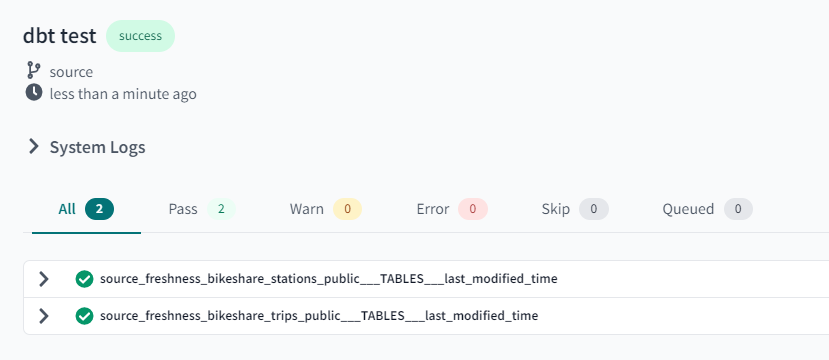 dbt test success
source
less than a minute ago
System Logs
All 2 Pass 2 Warn 0 Error 0 Skip 0 Queued 0
source_freshness_bikeshare_stations_public___TABLES___last_modified_time
source_freshness_bikeshare_trips_public___TABLES___last_modified_time